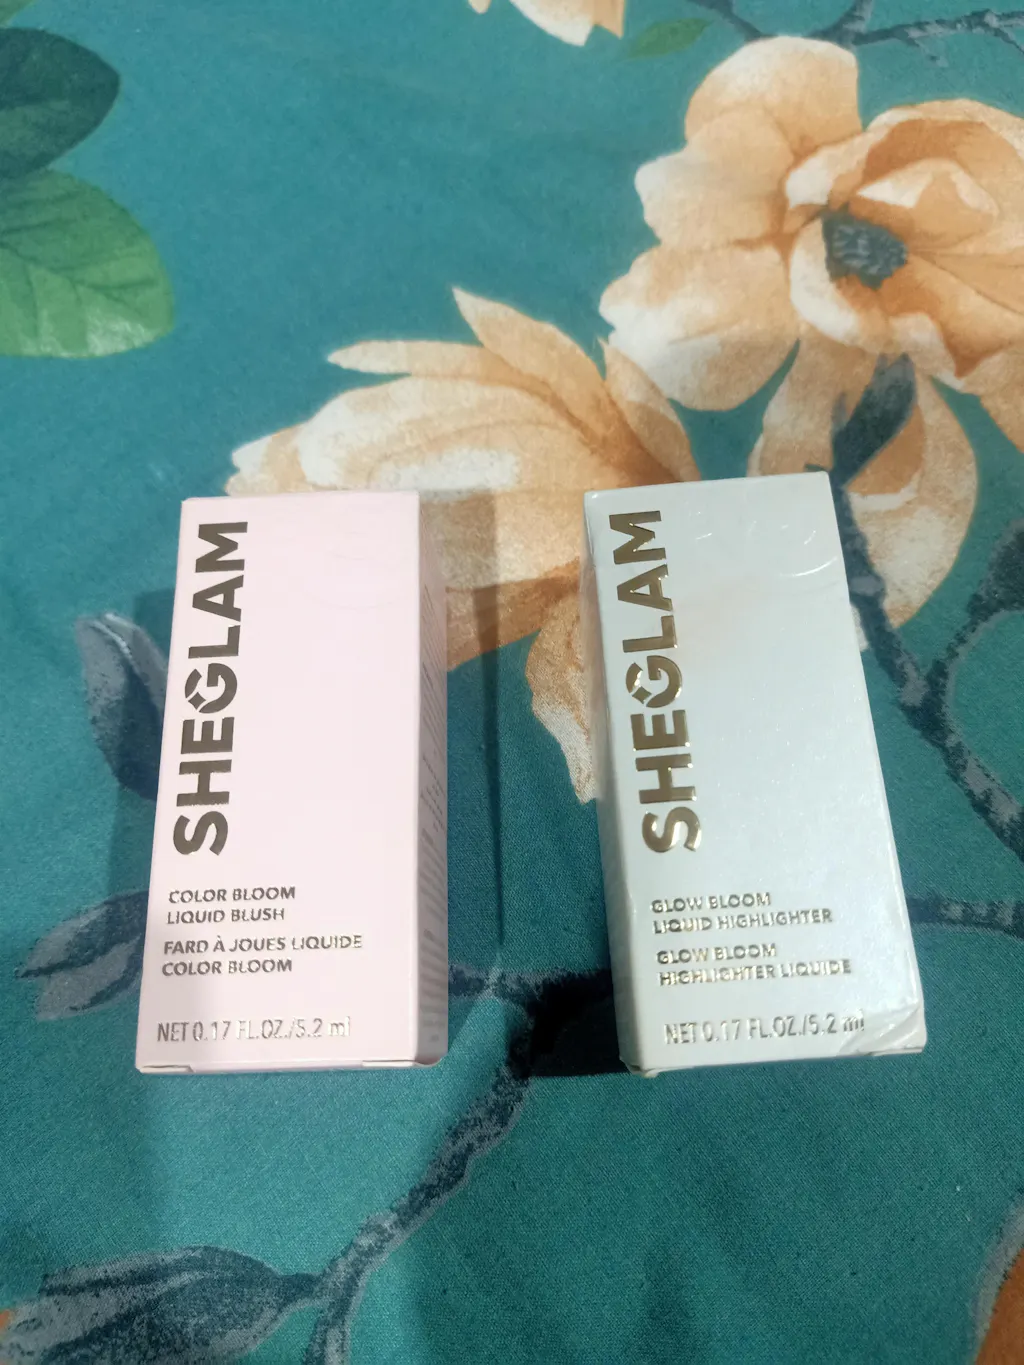 SHEGLAM
COLOR BLOOM
LIQUID BLUSH
FARD À JOUES LIQUIDE
COLOR BLOOM
NET 0.17 FL.OZ./5.2 ml
SHEGLAM
GLOW BLOOM
LIQUID HIGHLIGHTER
GLOW BLOOM
HIGHLIGHTER LIQUIDE
NET 0.17 FL.OZ./5.2 ml